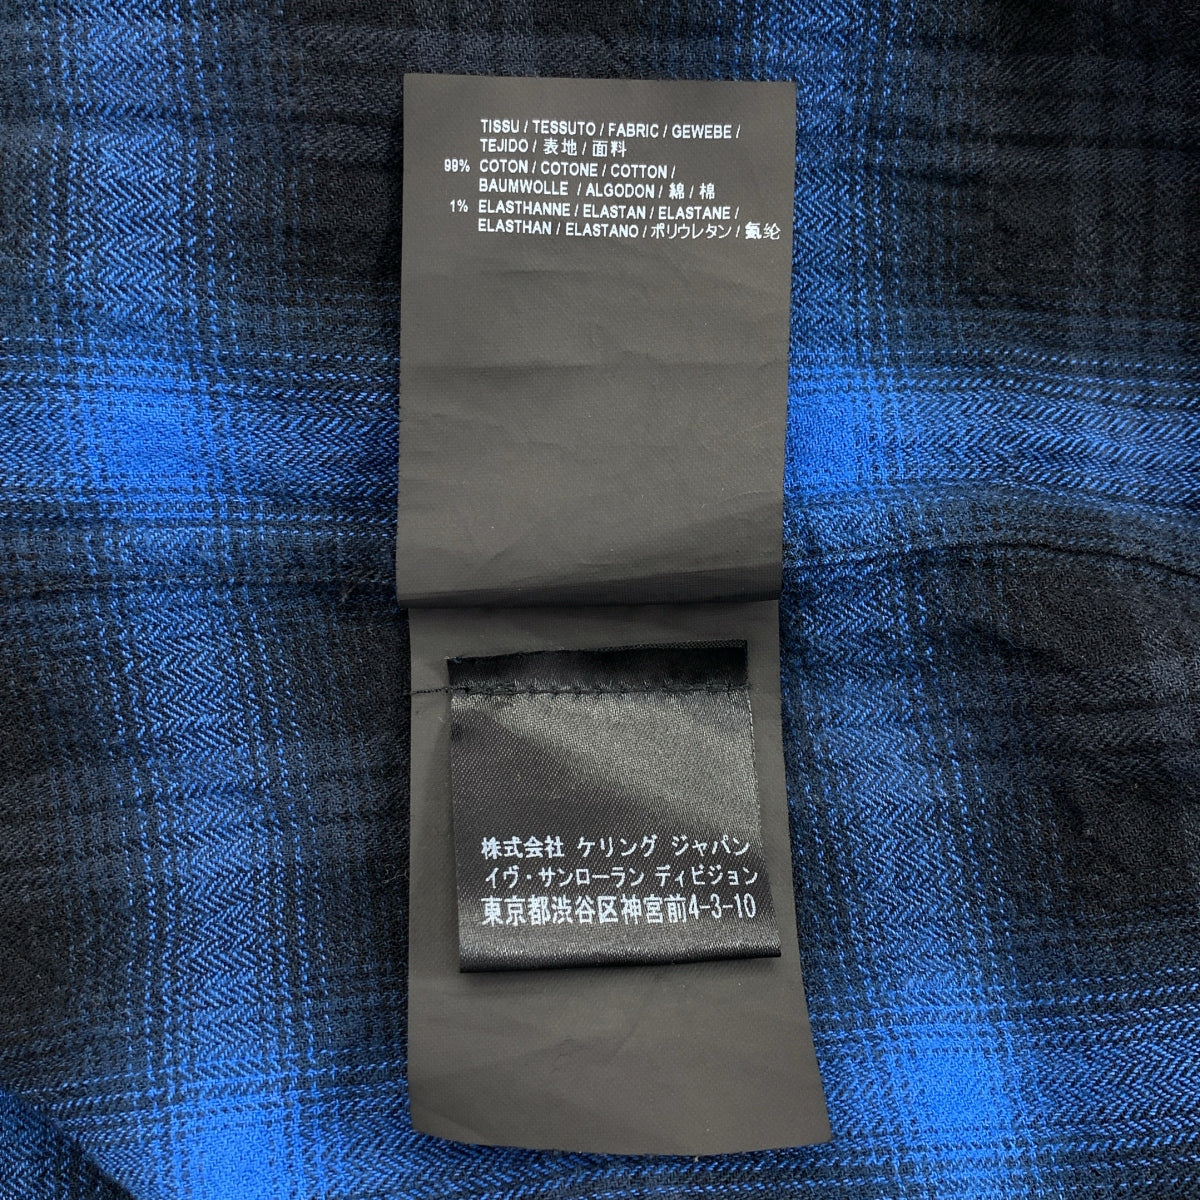 TISSU / TESSUTO / FABRIC / GEWEBE /
TEJIDO / 表地 / 面料
99% COTON / COTONE / COTTON /
BAUMWOLLE / ALGODON / 綿 / 棉
1% ELASTHANNE / ELASTAN / ELASTANE /
ELASTHAN / ELASTANO / ポリウレタン / 氨纶
株式会社 ケリング ジャパン
イヴ・サンローラン ディビジョン
東京都渋谷区神宮前4-3-10